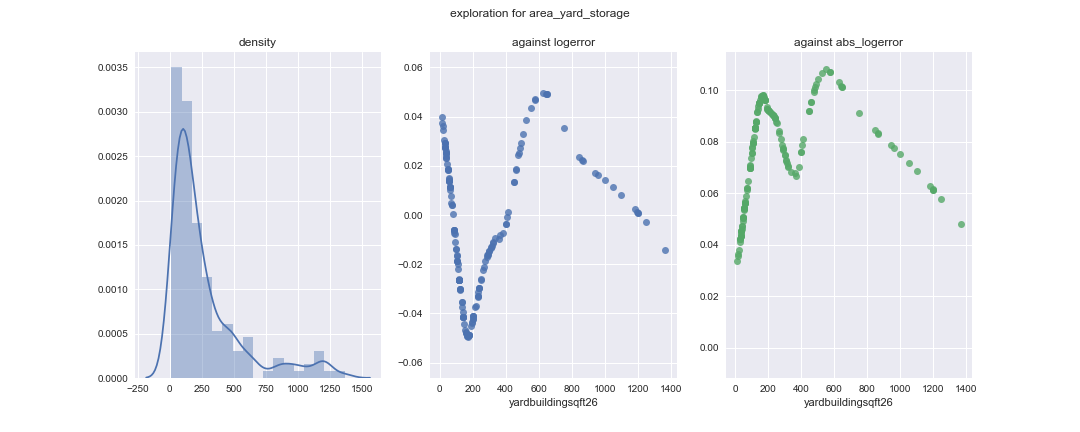 exploration for area_yard_storage
density
against logerror
against abs_logerror
0.0035
0.0030
0.0025
0.0020
0.0015
0.0010
0.0005
0.0000
−250 0 250 500 750 1000 1250 1500
0.06
0.04
0.02
0.00
−0.02
−0.04
−0.06
0 200 400 600 800 1000 1200 1400
yardbuildingsqft26
0.10
0.08
0.06
0.04
0.02
0.00
0 200 400 600 800 1000 1200 1400
yardbuildingsqft26